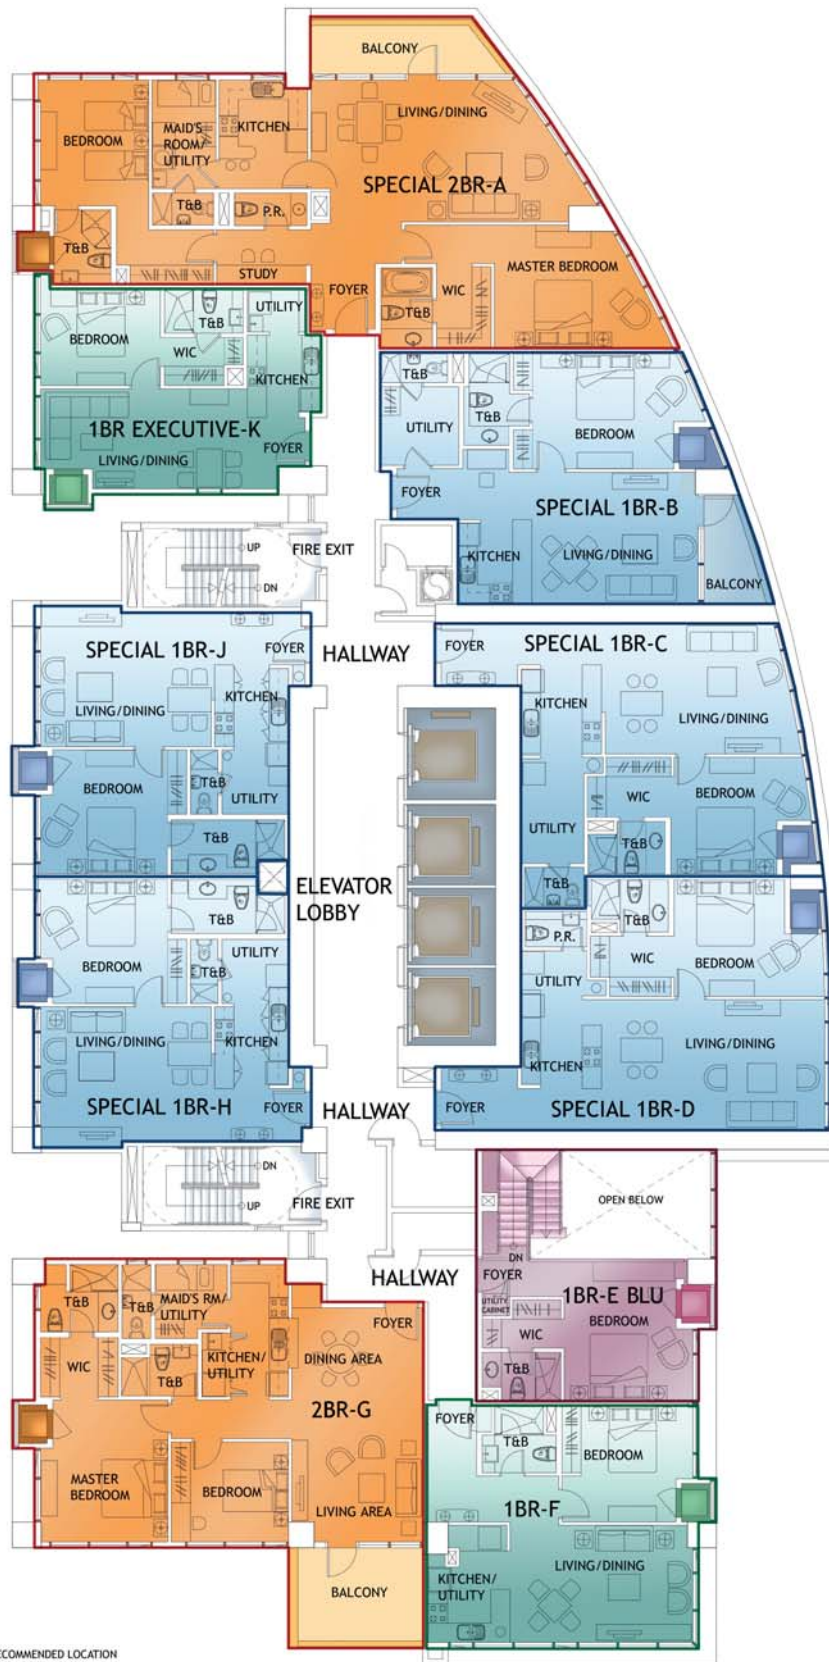 BALCONY
LIVING/DINING
BEDROOM
MAID'S
ROOM/
UTILITY
KITCHEN
SPECIAL 2BR-A
T&B
P.R.
T&B
STUDY
FOYER
MASTER BEDROOM
WIC
T&B
BEDROOM
T&B
UTILITY
WIC
KITCHEN
1BR EXECUTIVE-K
LIVING/DINING
FOYER
T&B
UTILITY
T&B
BEDROOM
FOYER
SPECIAL 1BR-B
KITCHEN
LIVING/DINING
BALCONY
UP
FIRE EXIT
DN
SPECIAL 1BR-J
FOYER
LIVING/DINING
KITCHEN
BEDROOM
T&B
UTILITY
T&B
HALLWAY
FOYER
SPECIAL 1BR-C
KITCHEN
LIVING/DINING
WIC
BEDROOM
UTILITY
T&B
T&B
ELEVATOR
LOBBY
T&B
BEDROOM
T&B
UTILITY
LIVING/DINING
KITCHEN
SPECIAL 1BR-H
FOYER
HALLWAY
T&B
P.R.
WIC
BEDROOM
UTILITY
LIVING/DINING
KITCHEN
FOYER
SPECIAL 1BR-D
DN
UP
FIRE EXIT
HALLWAY
OPEN BELOW
DN
FOYER
1BR-E BLU
UTILITY
CABINET
BEDROOM
WIC
T&B
T&B
T&B
MAID'S RM/
UTILITY
FOYER
WIC
T&B
KITCHEN/
UTILITY
DINING AREA
2BR-G
MASTER
BEDROOM
BEDROOM
LIVING AREA
BALCONY
FOYER
T&B
BEDROOM
1BR-F
LIVING/DINING
KITCHEN/
UTILITY
ECOMMENDED LOCATION